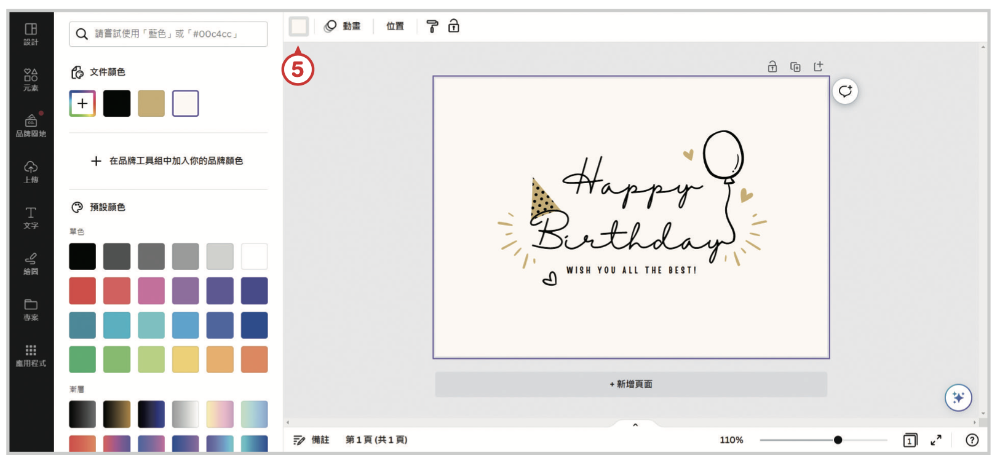 設計
元素
CO.
品牌園地
上傳
文字
繪圖
專案
應用程式
請嘗試使用「藍色」或「#00c4cc」
文件顏色
在品牌工具組中加入你的品牌顏色
預設顏色
單色
漸層
動畫
位置
5
Happy
Birthday
WISH YOU ALL THE BEST!
+ 新增頁面
備註
第 1 頁 (共 1 頁)
110%
1
?